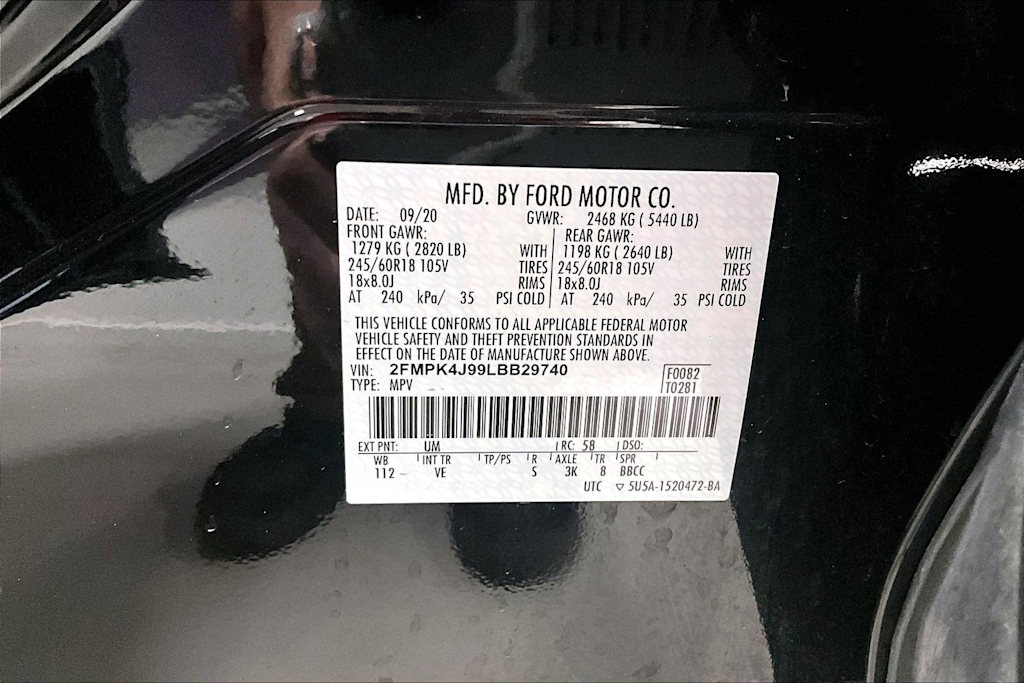 MFD. BY FORD MOTOR CO.
DATE: 09/20 GVWR: 2468 KG ( 5440 LB)
FRONT GAWR: REAR GAWR:
1279 KG ( 2820 LB) WITH 1198 KG ( 2640 LB) WITH
245/60R18 105V TIRES 245/60R18 105V TIRES
18x8.0J RIMS 18x8.0J RIMS
AT 240 kPa/ 35 PSI COLD AT 240 kPa/ 35 PSI COLD
THIS VEHICLE CONFORMS TO ALL APPLICABLE FEDERAL MOTOR
VEHICLE SAFETY AND THEFT PREVENTION STANDARDS IN
EFFECT ON THE DATE OF MANUFACTURE SHOWN ABOVE.
VIN: 2FMPK4J99LBB29740 F0082
TYPE: MPV T0281
EXT PNT: UM RC: 58 DSO:
WB INT TR TP/PS R AXLE TR SPR
112 VE S 3K 8 BBCC
UTC ▽ 5U5A-1520472-BA